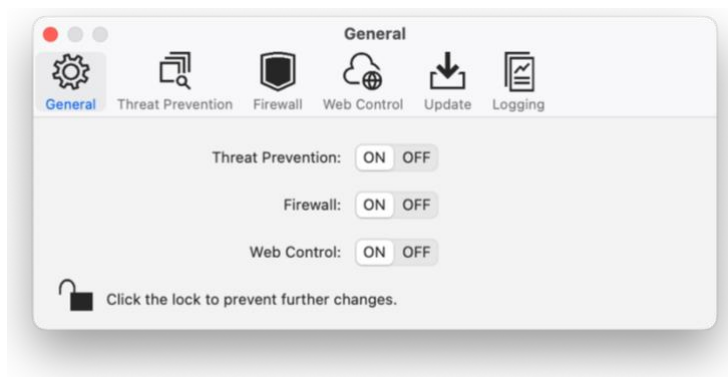 General
General Threat Prevention Firewall Web Control Update Logging
Threat Prevention: ON OFF
Firewall: ON OFF
Web Control: ON OFF
Click the lock to prevent further changes.